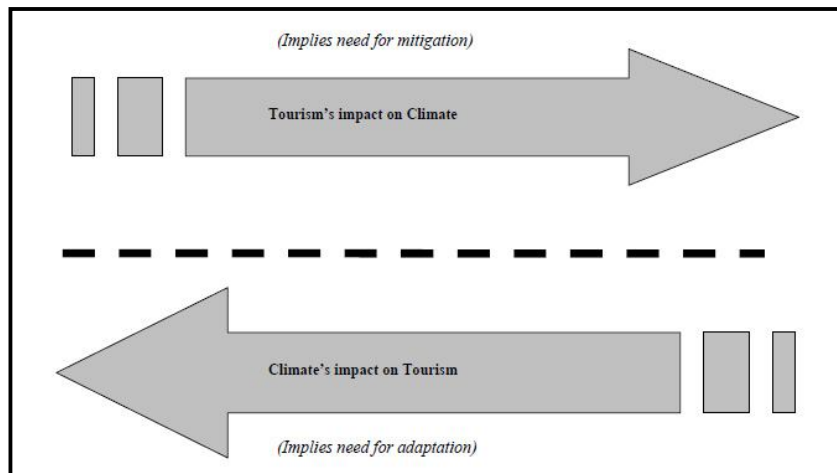 (Implies need for mitigation)
Tourism's impact on Climate
Climate's impact on Tourism
(Implies need for adaptation)